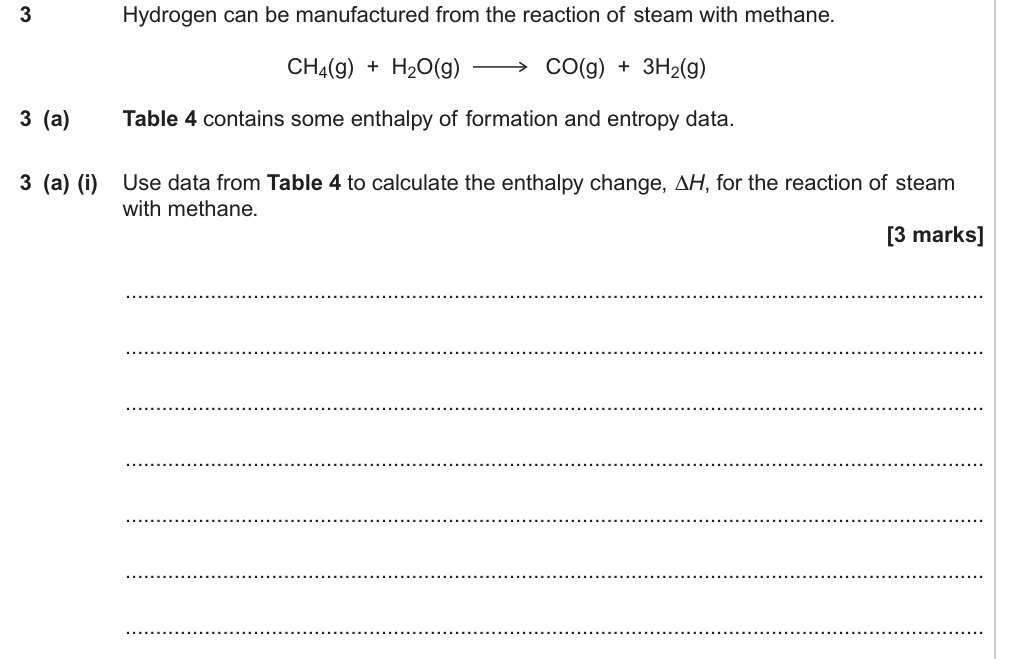 3 Hydrogen can be manufactured from the reaction of steam with methane.
CH₄(g) + H₂O(g) ⟶ CO(g) + 3H₂(g)
3 (a) Table 4 contains some enthalpy of formation and entropy data.
3 (a) (i) Use data from Table 4 to calculate the enthalpy change, ΔH, for the reaction of steam
with methane.
[3 marks]